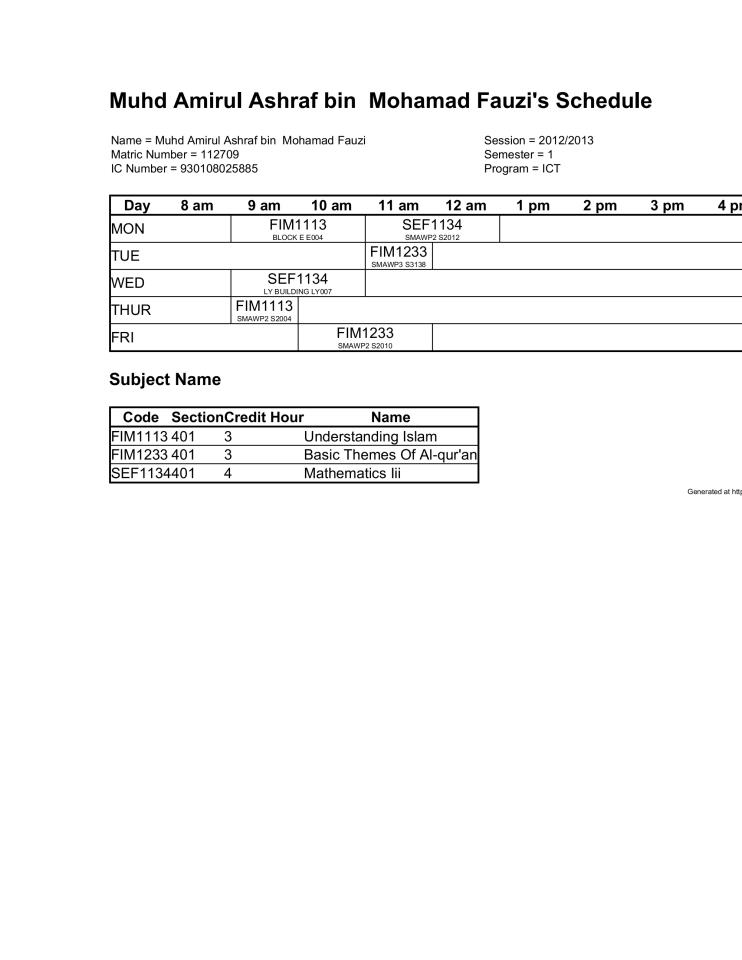 Muhd Amirul Ashraf bin  Mohamad Fauzi's Schedule
Name = Muhd Amirul Ashraf bin  Mohamad Fauzi Session = 2012/2013
Matric Number = 112709 Semester = 1
IC Number = 930108025885 Program = ICT
Day 8 am 9 am 10 am 11 am 12 am 1 pm 2 pm 3 pm 4 
MON FIM1113 SEF1134
BLOCK E E004 SMAWP2 S2012
TUE FIM1233
SMAWP3 S3138
WED SEF1134
LY BUILDING LY007
THUR FIM1113
SMAWP2 S2004
FRI FIM1233
SMAWP2 S2010
Subject Name
Code Section Credit Hour Name
FIM1113 401 3 Understanding Islam
FIM1233 401 3 Basic Themes Of Al-qur'an
SEF1134 401 4 Mathematics Iii
Generated at